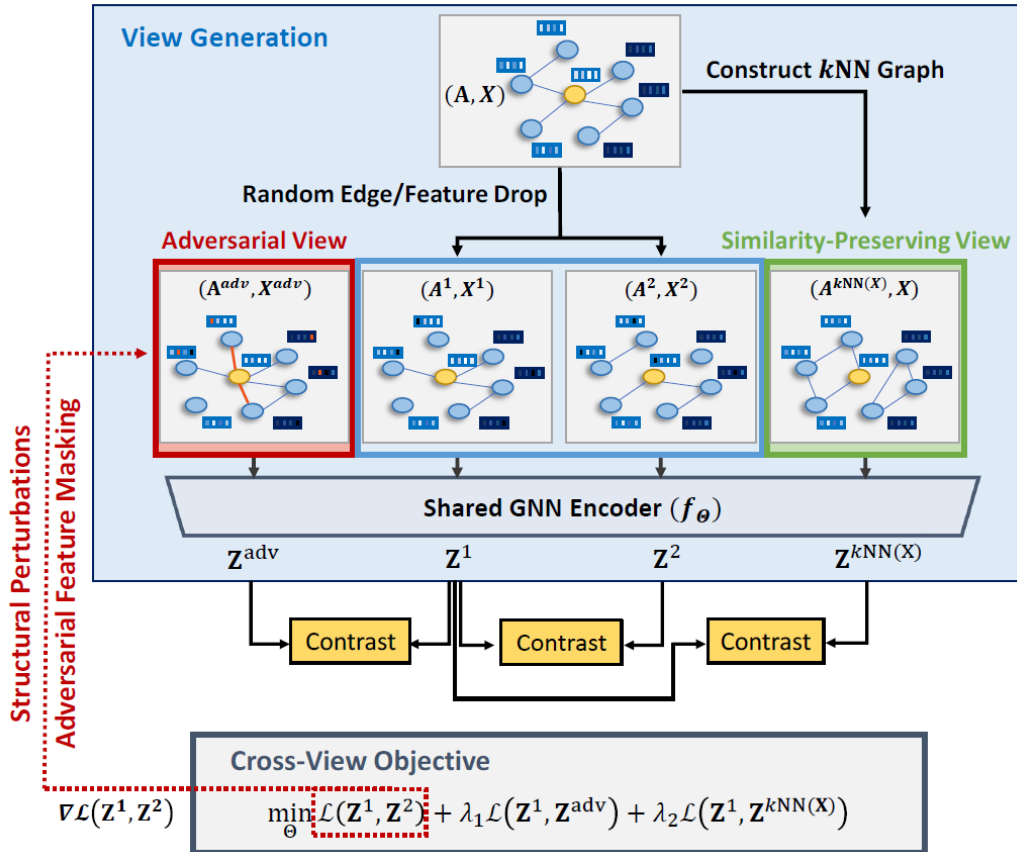 View Generation
(A, X)
Construct kNN Graph
Random Edge/Feature Drop
Adversarial View
Similarity-Preserving View
(A^{adv}, X^{adv})
(A^1, X^1)
(A^2, X^2)
(A^{kNN(X)}, X)
Shared GNN Encoder (f_Θ)
Z^{adv}
Z^1
Z^2
Z^{kNN(X)}
Contrast
Contrast
Contrast
Structural Perturbations
Adversarial Feature Masking
Cross-View Objective
∇ℒ(Z^1, Z^2)
min_Θ ℒ(Z^1, Z^2) + λ_1 ℒ(Z^1, Z^{adv}) + λ_2 ℒ(Z^1, Z^{kNN(X)})